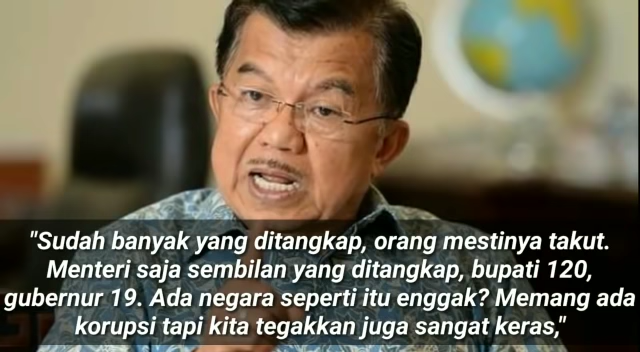 "Sudah banyak yang ditangkap, orang mestinya takut.
Menteri saja sembilan yang ditangkap, bupati 120,
gubernur 19. Ada negara seperti itu enggak? Memang ada
korupsi tapi kita tegakkan juga sangat keras,"